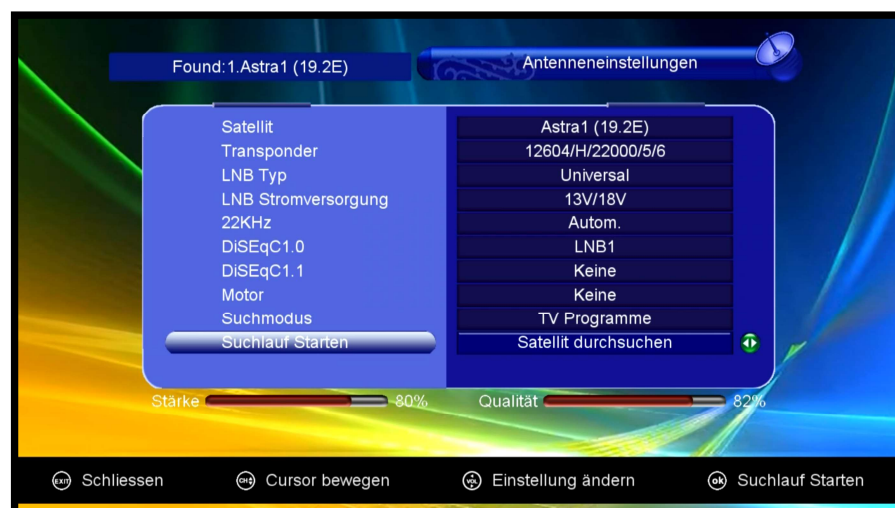 Found:1.Astra1 (19.2E)
Antenneneinstellungen
Satellit Astra1 (19.2E)
Transponder 12604/H/22000/5/6
LNB Typ Universal
LNB Stromversorgung 13V/18V
22KHz Autom.
DiSEqC1.0 LNB1
DiSEqC1.1 Keine
Motor Keine
Suchmodus TV Programme
Suchlauf Starten Satellit durchsuchen
Stärke 80% Qualität 82%
EXIT Schliessen CH Cursor bewegen VOL Einstellung ändern ok Suchlauf Starten